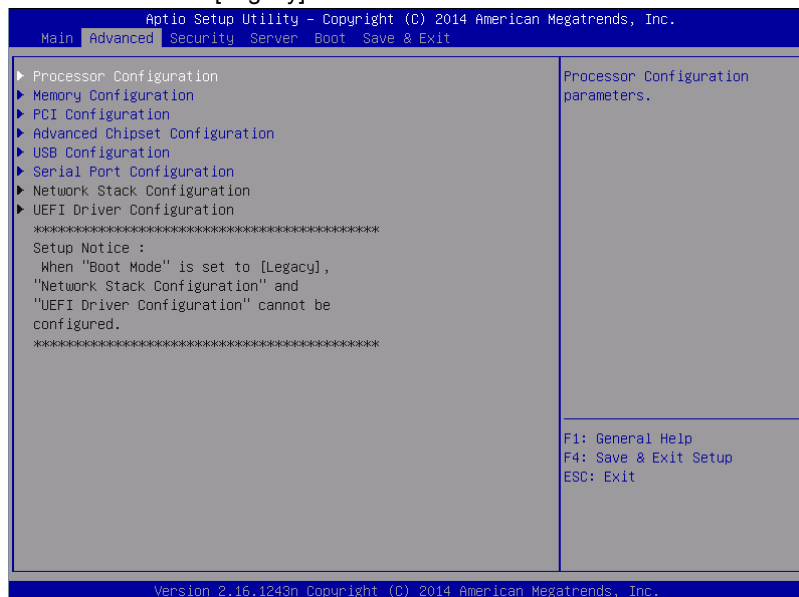 [Legacy]
Aptio Setup Utility – Copyright (C) 2014 American Megatrends, Inc.
Main Advanced Security Server Boot Save & Exit
Processor Configuration
Memory Configuration
PCI Configuration
Advanced Chipset Configuration
USB Configuration
Serial Port Configuration
Network Stack Configuration
UEFI Driver Configuration
******************************************
Setup Notice :
When "Boot Mode" is set to [Legacy],
"Network Stack Configuration" and
"UEFI Driver Configuration" cannot be
configured.
******************************************
Processor Configuration
parameters.
F1: General Help
F4: Save & Exit Setup
ESC: Exit
Version 2.16.1243n Copyright (C) 2014 American Megatrends, Inc.